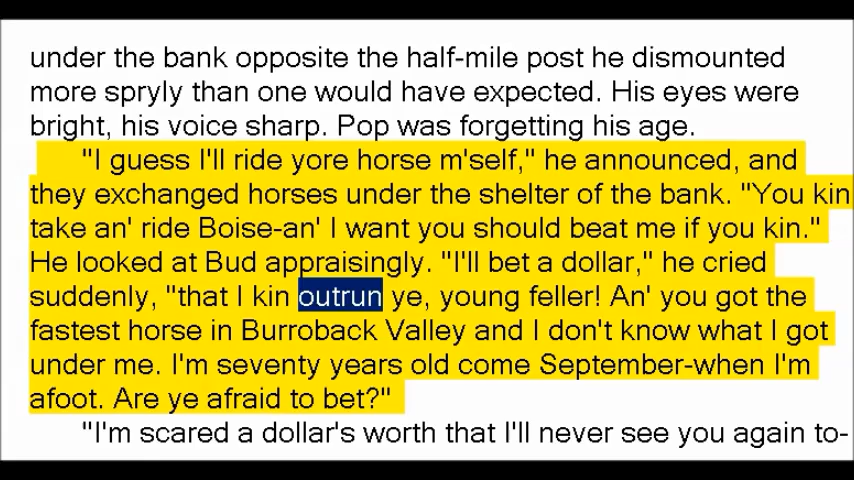 under the bank opposite the half-mile post he dismounted
more spryly than one would have expected. His eyes were
bright, his voice sharp. Pop was forgetting his age.
"I guess I'll ride yore horse m'self," he announced, and
they exchanged horses under the shelter of the bank. "You kin
take an' ride Boise-an' I want you should beat me if you kin."
He looked at Bud appraisingly. "I'll bet a dollar," he cried
suddenly, "that I kin outrun ye, young feller! An' you got the
fastest horse in Burroback Valley and I don't know what I got
under me. I'm seventy years old come September-when I'm
afoot. Are ye afraid to bet?"
"I'm scared a dollar's worth that I'll never see you again to-